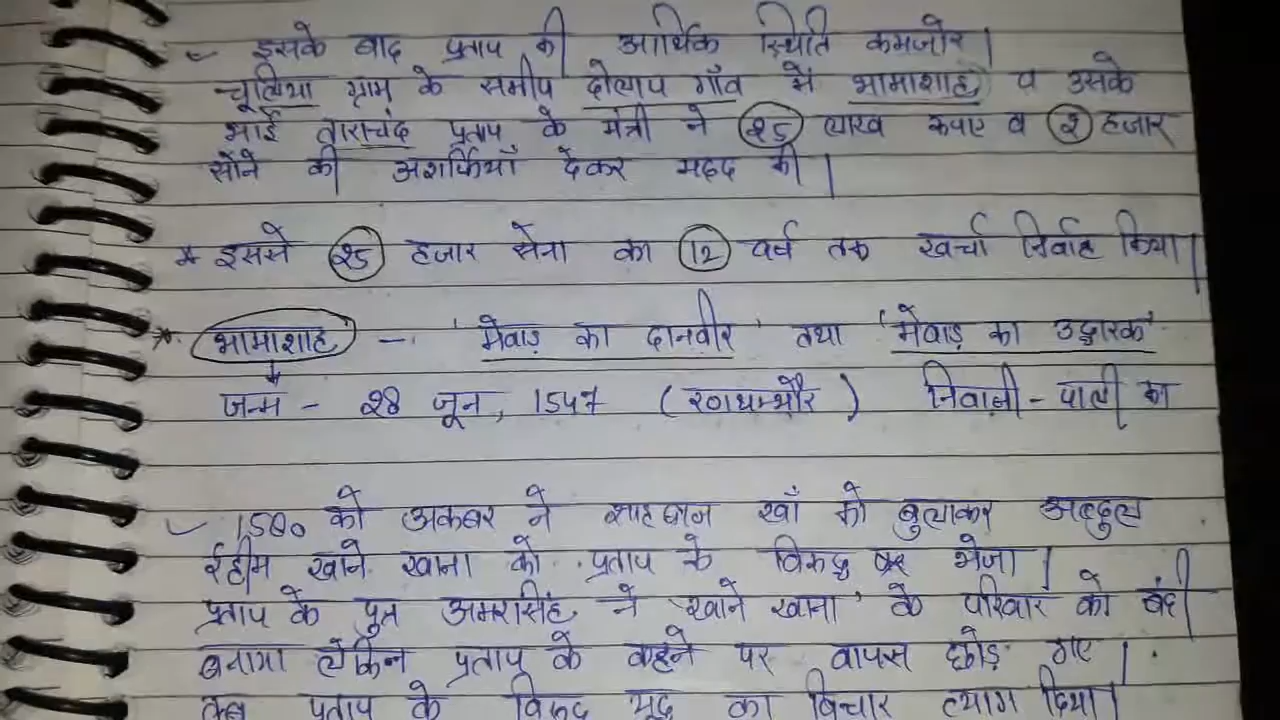 इसके बाद प्रताप की आर्थिक स्थिति कमजोर।
चूलिया ग्राम के समीप दोलाप गाँव में भामाशाह व उसके
भाई ताराचंद प्रताप के मंत्री ने 25 लाख रूपए व 2 हजार
सोने की अशर्फियाँ देकर मदद की।
* इससे 25 हजार सेना का 12 वर्ष तक खर्चा निर्वाह किया।
* भामाशाह - 'मेवाड़ का दानवीर' तथा 'मेवाड़ का उद्धारक'
जन्म - 28 जून, 1547 (रणथम्भौर) निवासी - पाली का
1580 को अकबर ने शाहबाज खाँ को बुलाकर अब्दुल
रहीम खाने खाना को प्रताप के विरुद्ध भेजा।
प्रताप के पुत्र अमरसिंह ने 'खाने खाना' के परिवार को बंदी
बनाया लेकिन प्रताप के कहने पर वापस छोड़ गए।
तब प्रताप के विरुद्ध युद्ध का विचार त्याग दिया।